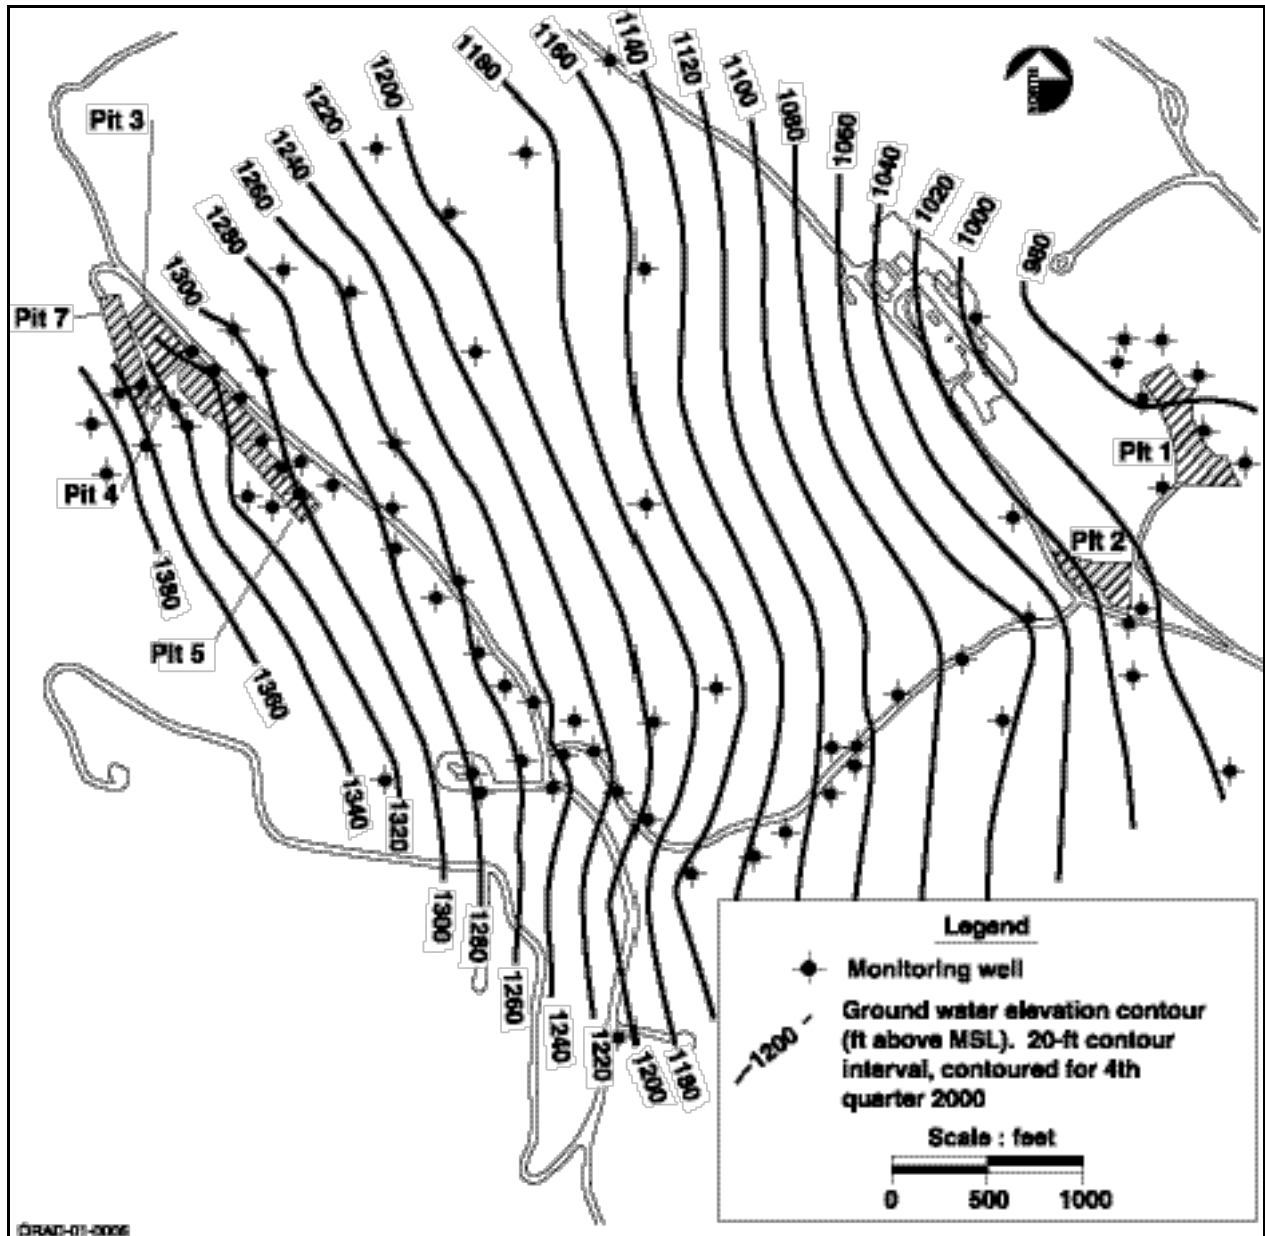 1140
1160
1180
1120
1200
1100
1220
1080
Pit 3
1060
1240
1040
1260
1020
1000
1280
980
1300
NORTH
Pit 7
Pit 1
Pit 4
Pit 2
1380
Pit 5
1360
1340
1320
1300
1280
1260
1240
1220
1200
1180
Legend
Monitoring well
1200
Ground water elevation contour
(ft above MSL). 20-ft contour
interval, contoured for 4th
quarter 2000
Scale : feet
0 500 1000